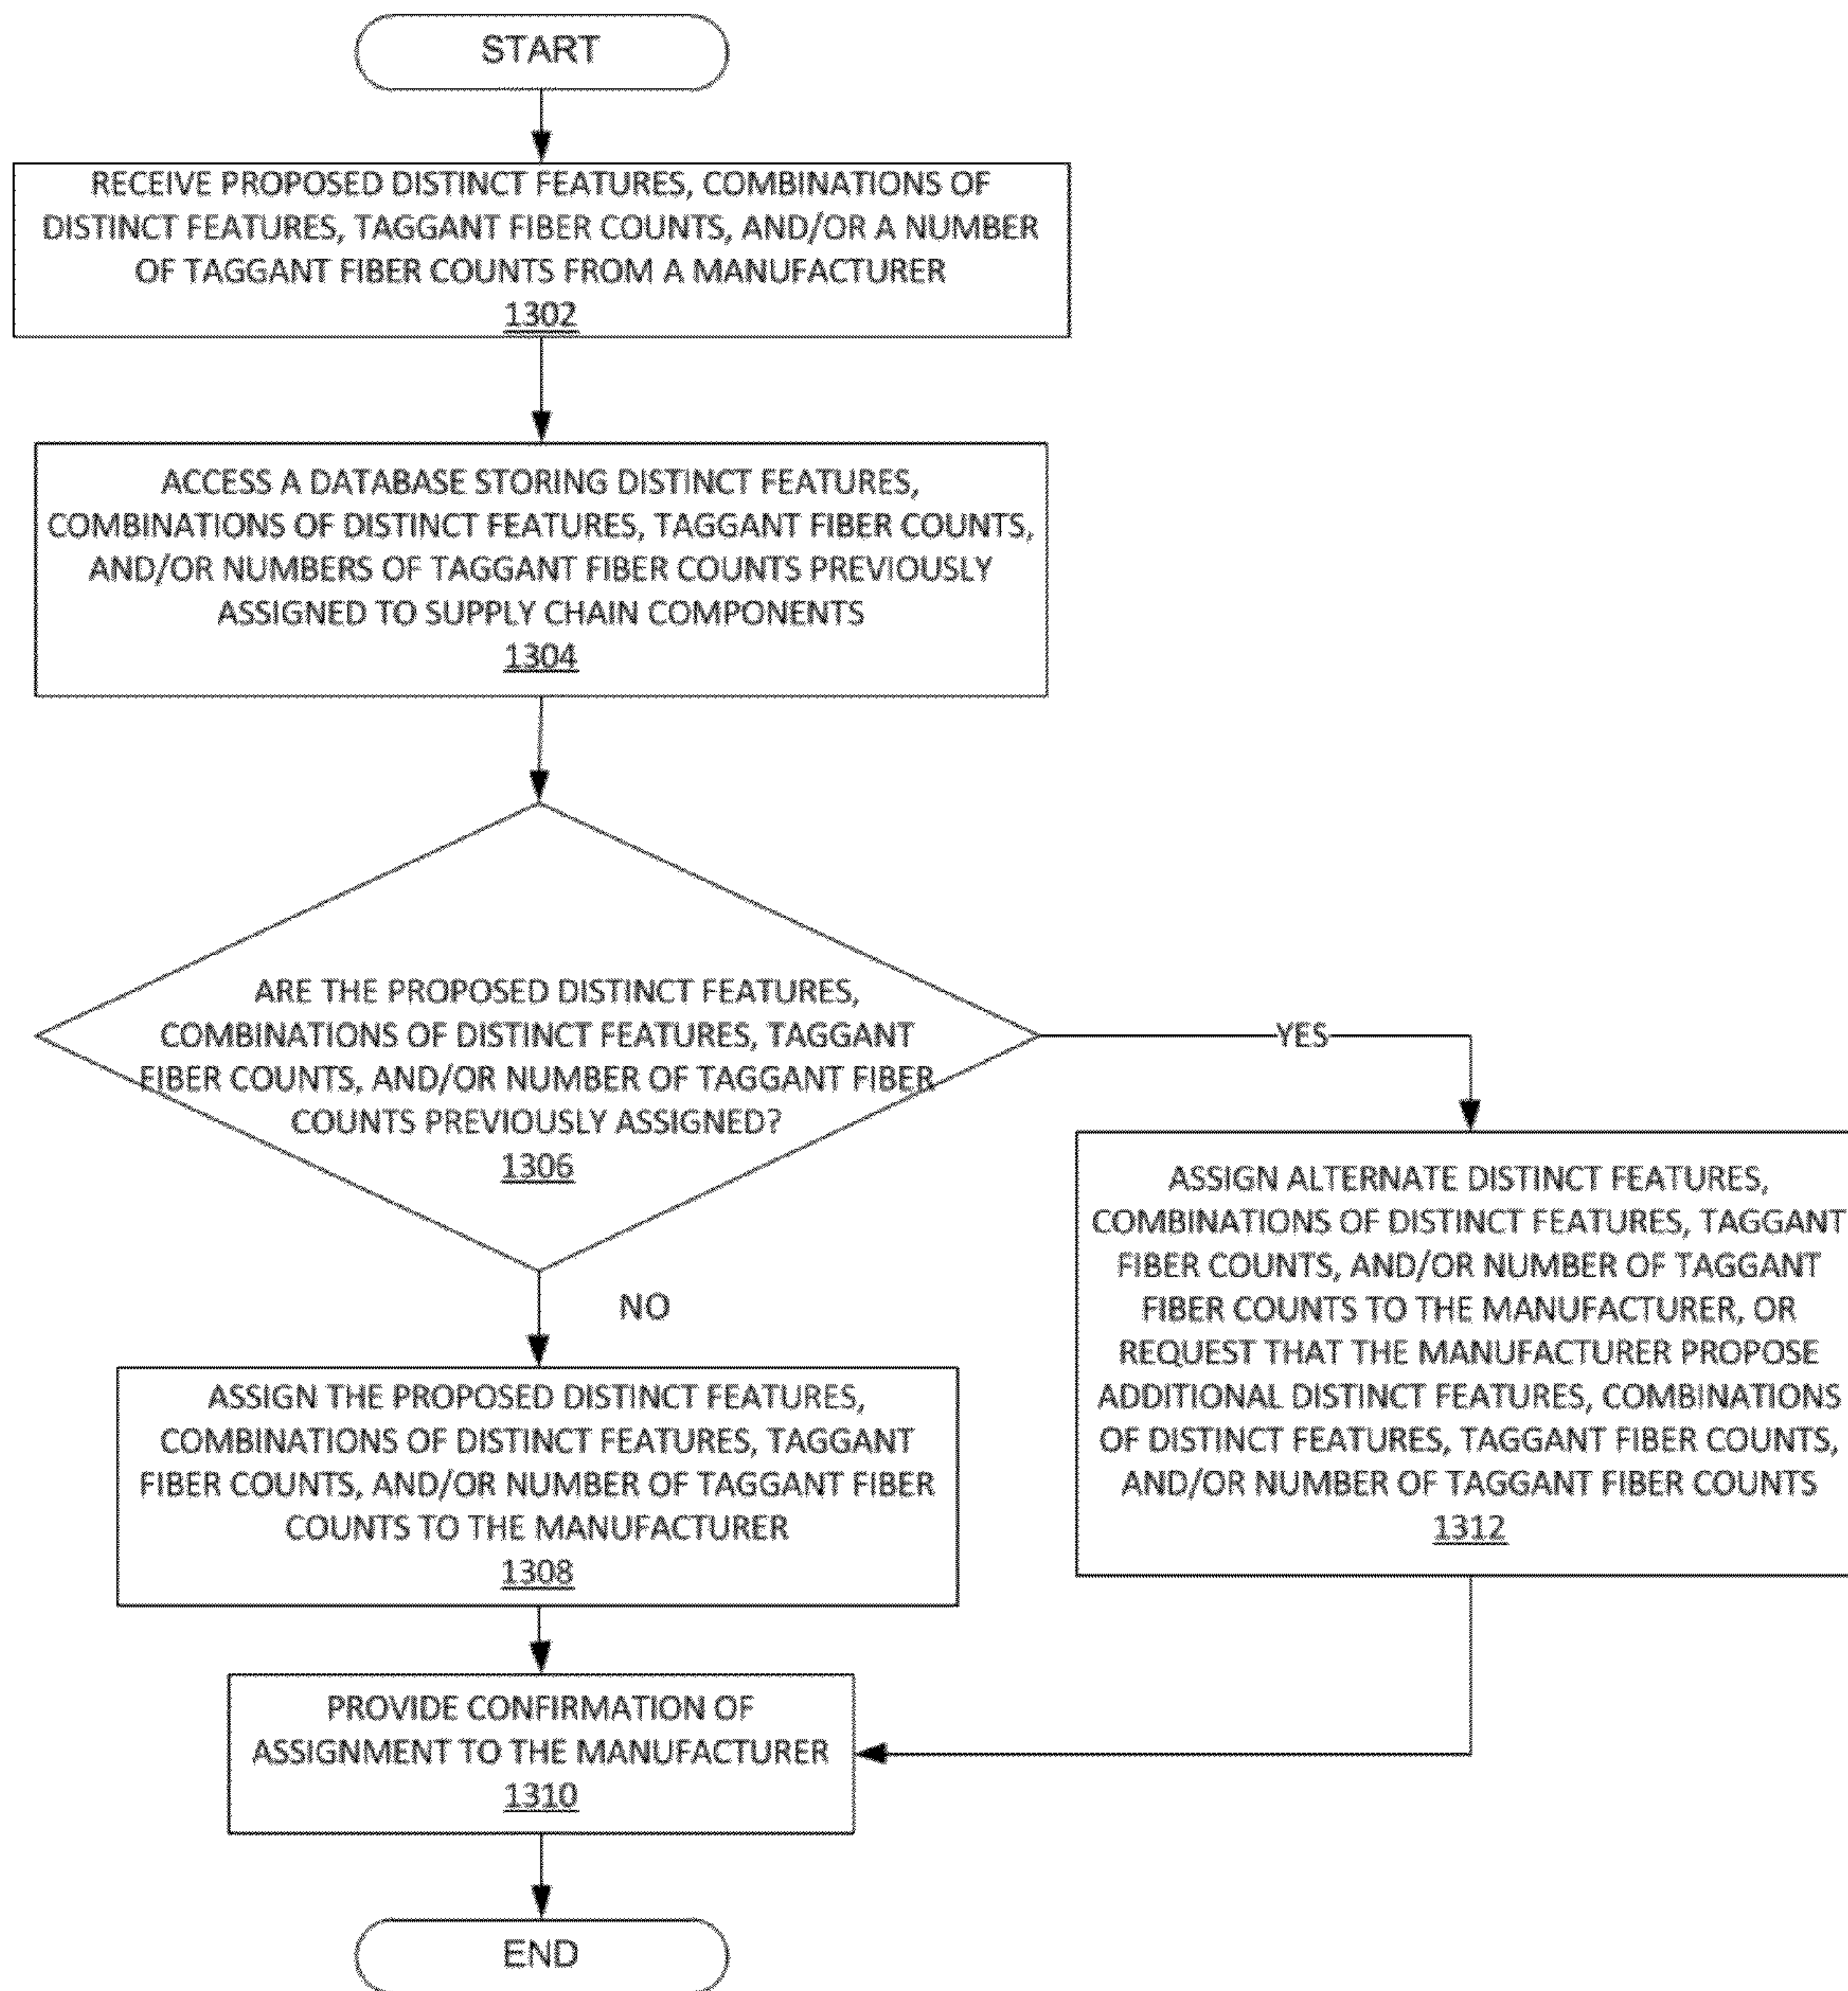 START
RECEIVE PROPOSED DISTINCT FEATURES, COMBINATIONS OF
DISTINCT FEATURES, TAGGANT FIBER COUNTS, AND/OR A NUMBER
OF TAGGANT FIBER COUNTS FROM A MANUFACTURER
1302
ACCESS A DATABASE STORING DISTINCT FEATURES,
COMBINATIONS OF DISTINCT FEATURES, TAGGANT FIBER COUNTS,
AND/OR NUMBERS OF TAGGANT FIBER COUNTS PREVIOUSLY
ASSIGNED TO SUPPLY CHAIN COMPONENTS
1304
ARE THE PROPOSED DISTINCT FEATURES,
COMBINATIONS OF DISTINCT FEATURES, TAGGANT
FIBER COUNTS, AND/OR NUMBER OF TAGGANT FIBER
COUNTS PREVIOUSLY ASSIGNED?
1306
YES
ASSIGN ALTERNATE DISTINCT FEATURES,
COMBINATIONS OF DISTINCT FEATURES, TAGGANT
FIBER COUNTS, AND/OR NUMBER OF TAGGANT
FIBER COUNTS TO THE MANUFACTURER, OR
REQUEST THAT THE MANUFACTURER PROPOSE
ADDITIONAL DISTINCT FEATURES, COMBINATIONS
OF DISTINCT FEATURES, TAGGANT FIBER COUNTS,
AND/OR NUMBER OF TAGGANT FIBER COUNTS
1312
NO
ASSIGN THE PROPOSED DISTINCT FEATURES,
COMBINATIONS OF DISTINCT FEATURES, TAGGANT
FIBER COUNTS, AND/OR NUMBER OF TAGGANT FIBER
COUNTS TO THE MANUFACTURER
1308
PROVIDE CONFIRMATION OF
ASSIGNMENT TO THE MANUFACTURER
1310
END